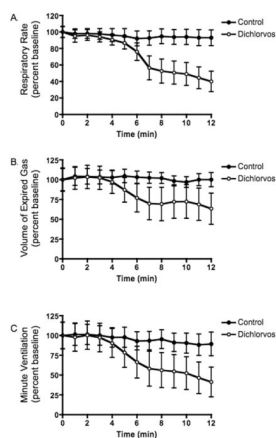 A.
Respiratory Rate
(percent baseline)
120
100
80
60
40
20
0
0 2 4 6 8 10 12
Time (min)
Control
Dichlorvos
B.
Volume of Expired Gas
(percent baseline)
125
100
75
50
25
0
0 2 4 6 8 10 12
Time (min)
Control
Dichlorvos
C
Minute Ventilation
(percent baseline)
125
100
75
50
25
0
0 2 4 6 8 10 12
Time (min)
Control
Dichlorvos